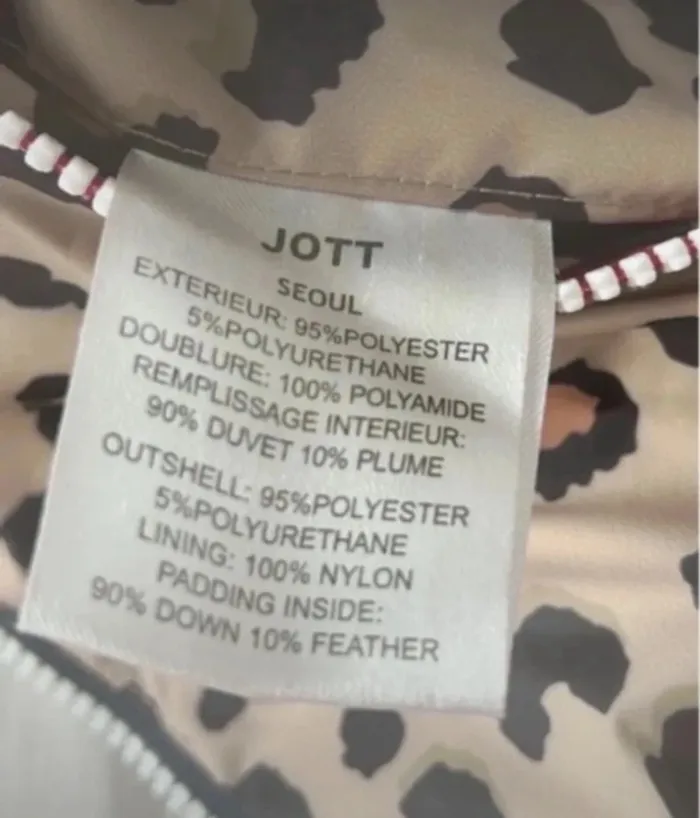 JOTT
SEOUL
EXTERIEUR: 95%POLYESTER
5%POLYURETHANE
DOUBLURE: 100% POLYAMIDE
REMPLISSAGE INTERIEUR:
90% DUVET 10% PLUME
OUTSHELL: 95%POLYESTER
5%POLYURETHANE
LINING: 100% NYLON
PADDING INSIDE:
90% DOWN 10% FEATHER